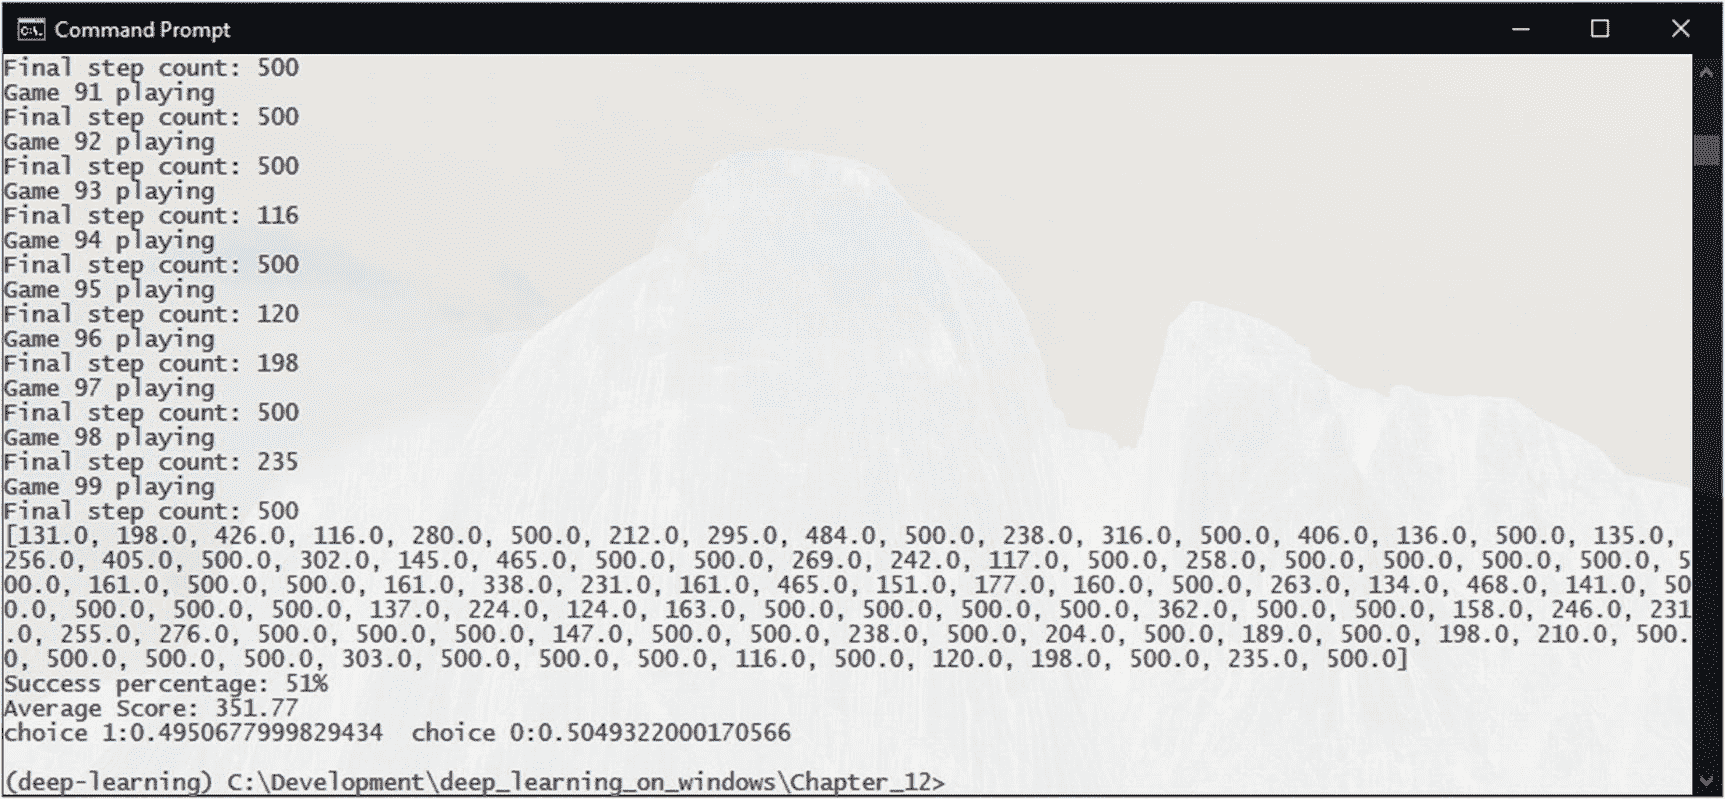 Command Prompt
Final step count: 500
Game 91 playing
Final step count: 500
Game 92 playing
Final step count: 500
Game 93 playing
Final step count: 116
Game 94 playing
Final step count: 500
Game 95 playing
Final step count: 120
Game 96 playing
Final step count: 198
Game 97 playing
Final step count: 500
Game 98 playing
Final step count: 235
Game 99 playing
Final step count: 500
[131.0, 198.0, 426.0, 116.0, 280.0, 500.0, 212.0, 295.0, 484.0, 500.0, 238.0, 316.0, 500.0, 406.0, 136.0, 500.0, 135.0,
256.0, 405.0, 500.0, 302.0, 145.0, 465.0, 500.0, 500.0, 269.0, 242.0, 117.0, 500.0, 258.0, 500.0, 500.0, 500.0, 500.0, 5
00.0, 161.0, 500.0, 500.0, 161.0, 338.0, 231.0, 161.0, 465.0, 151.0, 177.0, 160.0, 500.0, 263.0, 134.0, 468.0, 141.0, 50
0.0, 500.0, 500.0, 500.0, 137.0, 224.0, 124.0, 163.0, 500.0, 500.0, 500.0, 500.0, 362.0, 500.0, 500.0, 158.0, 246.0, 231
.0, 255.0, 276.0, 500.0, 500.0, 500.0, 147.0, 500.0, 500.0, 238.0, 500.0, 204.0, 500.0, 189.0, 500.0, 198.0, 210.0, 500.
0, 500.0, 500.0, 500.0, 303.0, 500.0, 500.0, 500.0, 116.0, 500.0, 120.0, 198.0, 500.0, 235.0, 500.0]
Success percentage: 51%
Average Score: 351.77
choice 1:0.4950677999829434  choice 0:0.5049322000170566
(deep-learning) C:\Development\deep_learning_on_windows\Chapter_12>